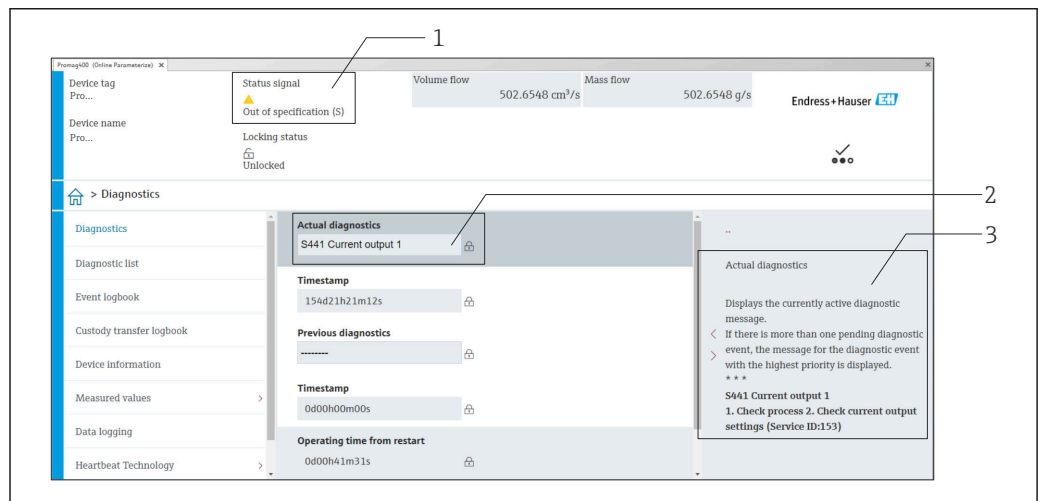 1
Promag400 (Online Parameterize) ×
×
Device tag
Pro...
Device name
Pro...
Status signal
Out of specification (S)
Locking status
Unlocked
Volume flow
502.6548 cm³/s
Mass flow
502.6548 g/s
Endress+Hauser EH
> Diagnostics
2
3
Diagnostics
Diagnostic list
Event logbook
Custody transfer logbook
Device information
Measured values >
Data logging
Heartbeat Technology >
Actual diagnostics
S441 Current output 1
Timestamp
154d21h21m12s
Previous diagnostics
--------
Timestamp
0d00h00m00s
Operating time from restart
0d00h41m31s
..
Actual diagnostics
Displays the currently active diagnostic
message.
If there is more than one pending diagnostic
event, the message for the diagnostic event
with the highest priority is displayed.
* * *
S441 Current output 1
1. Check process 2. Check current output
settings (Service ID:153)